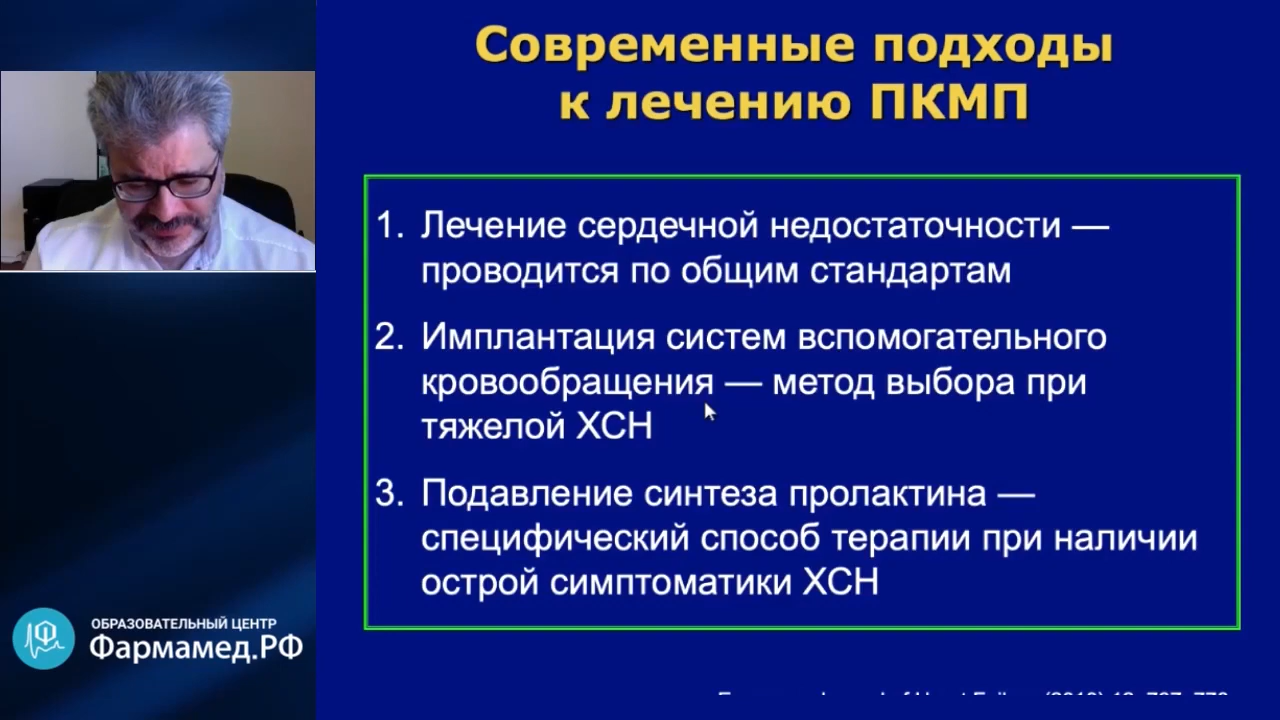 Современные подходы
к лечению ПКМП
1. Лечение сердечной недостаточности —
проводится по общим стандартам
2. Имплантация систем вспомогательного
кровообращения — метод выбора при
тяжелой ХСН
3. Подавление синтеза пролактина —
специфический способ терапии при наличии
острой симптоматики ХСН
ОБРАЗОВАТЕЛЬНЫЙ ЦЕНТР
Фармамед.РФ